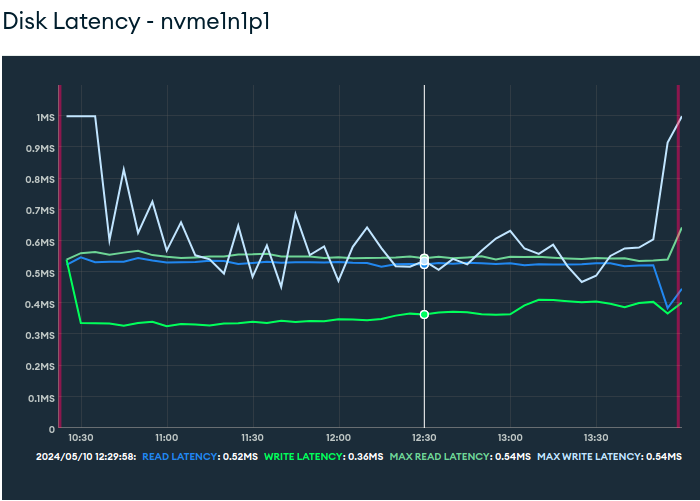 Disk Latency - nvme1n1p1
1MS
0.9MS
0.8MS
0.7MS
0.6MS
0.5MS
0.4MS
0.3MS
0.2MS
0.1MS
0
10:30 11:00 11:30 12:00 12:30 13:00 13:30
2024/05/10 12:29:58: READ LATENCY: 0.52MS WRITE LATENCY: 0.36MS MAX READ LATENCY: 0.54MS MAX WRITE LATENCY: 0.54MS